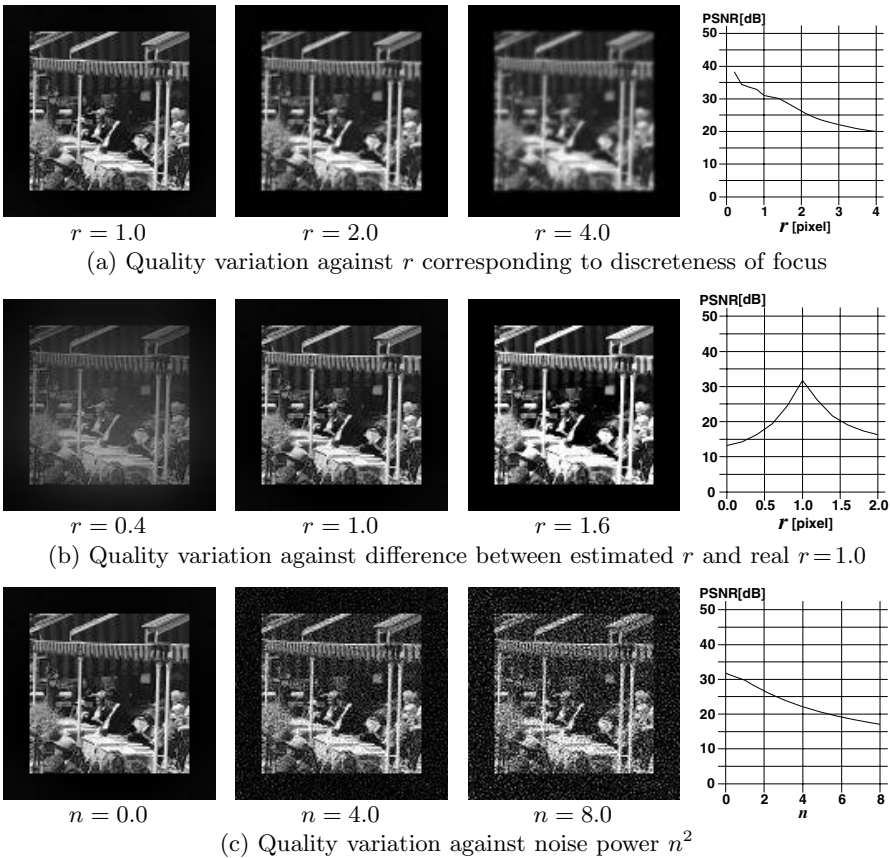 PSNR[dB]
50
40
30
20
10
0
0 1 2 3 4
r [pixel]
r = 1.0 r = 2.0 r = 4.0
(a) Quality variation against r corresponding to discreteness of focus
PSNR[dB]
50
40
30
20
10
0
0.0 0.5 1.0 1.5 2.0
r [pixel]
r = 0.4 r = 1.0 r = 1.6
(b) Quality variation against difference between estimated r and real r = 1.0
PSNR[dB]
50
40
30
20
10
0
0 2 4 6 8
n
n = 0.0 n = 4.0 n = 8.0
(c) Quality variation against noise power n²